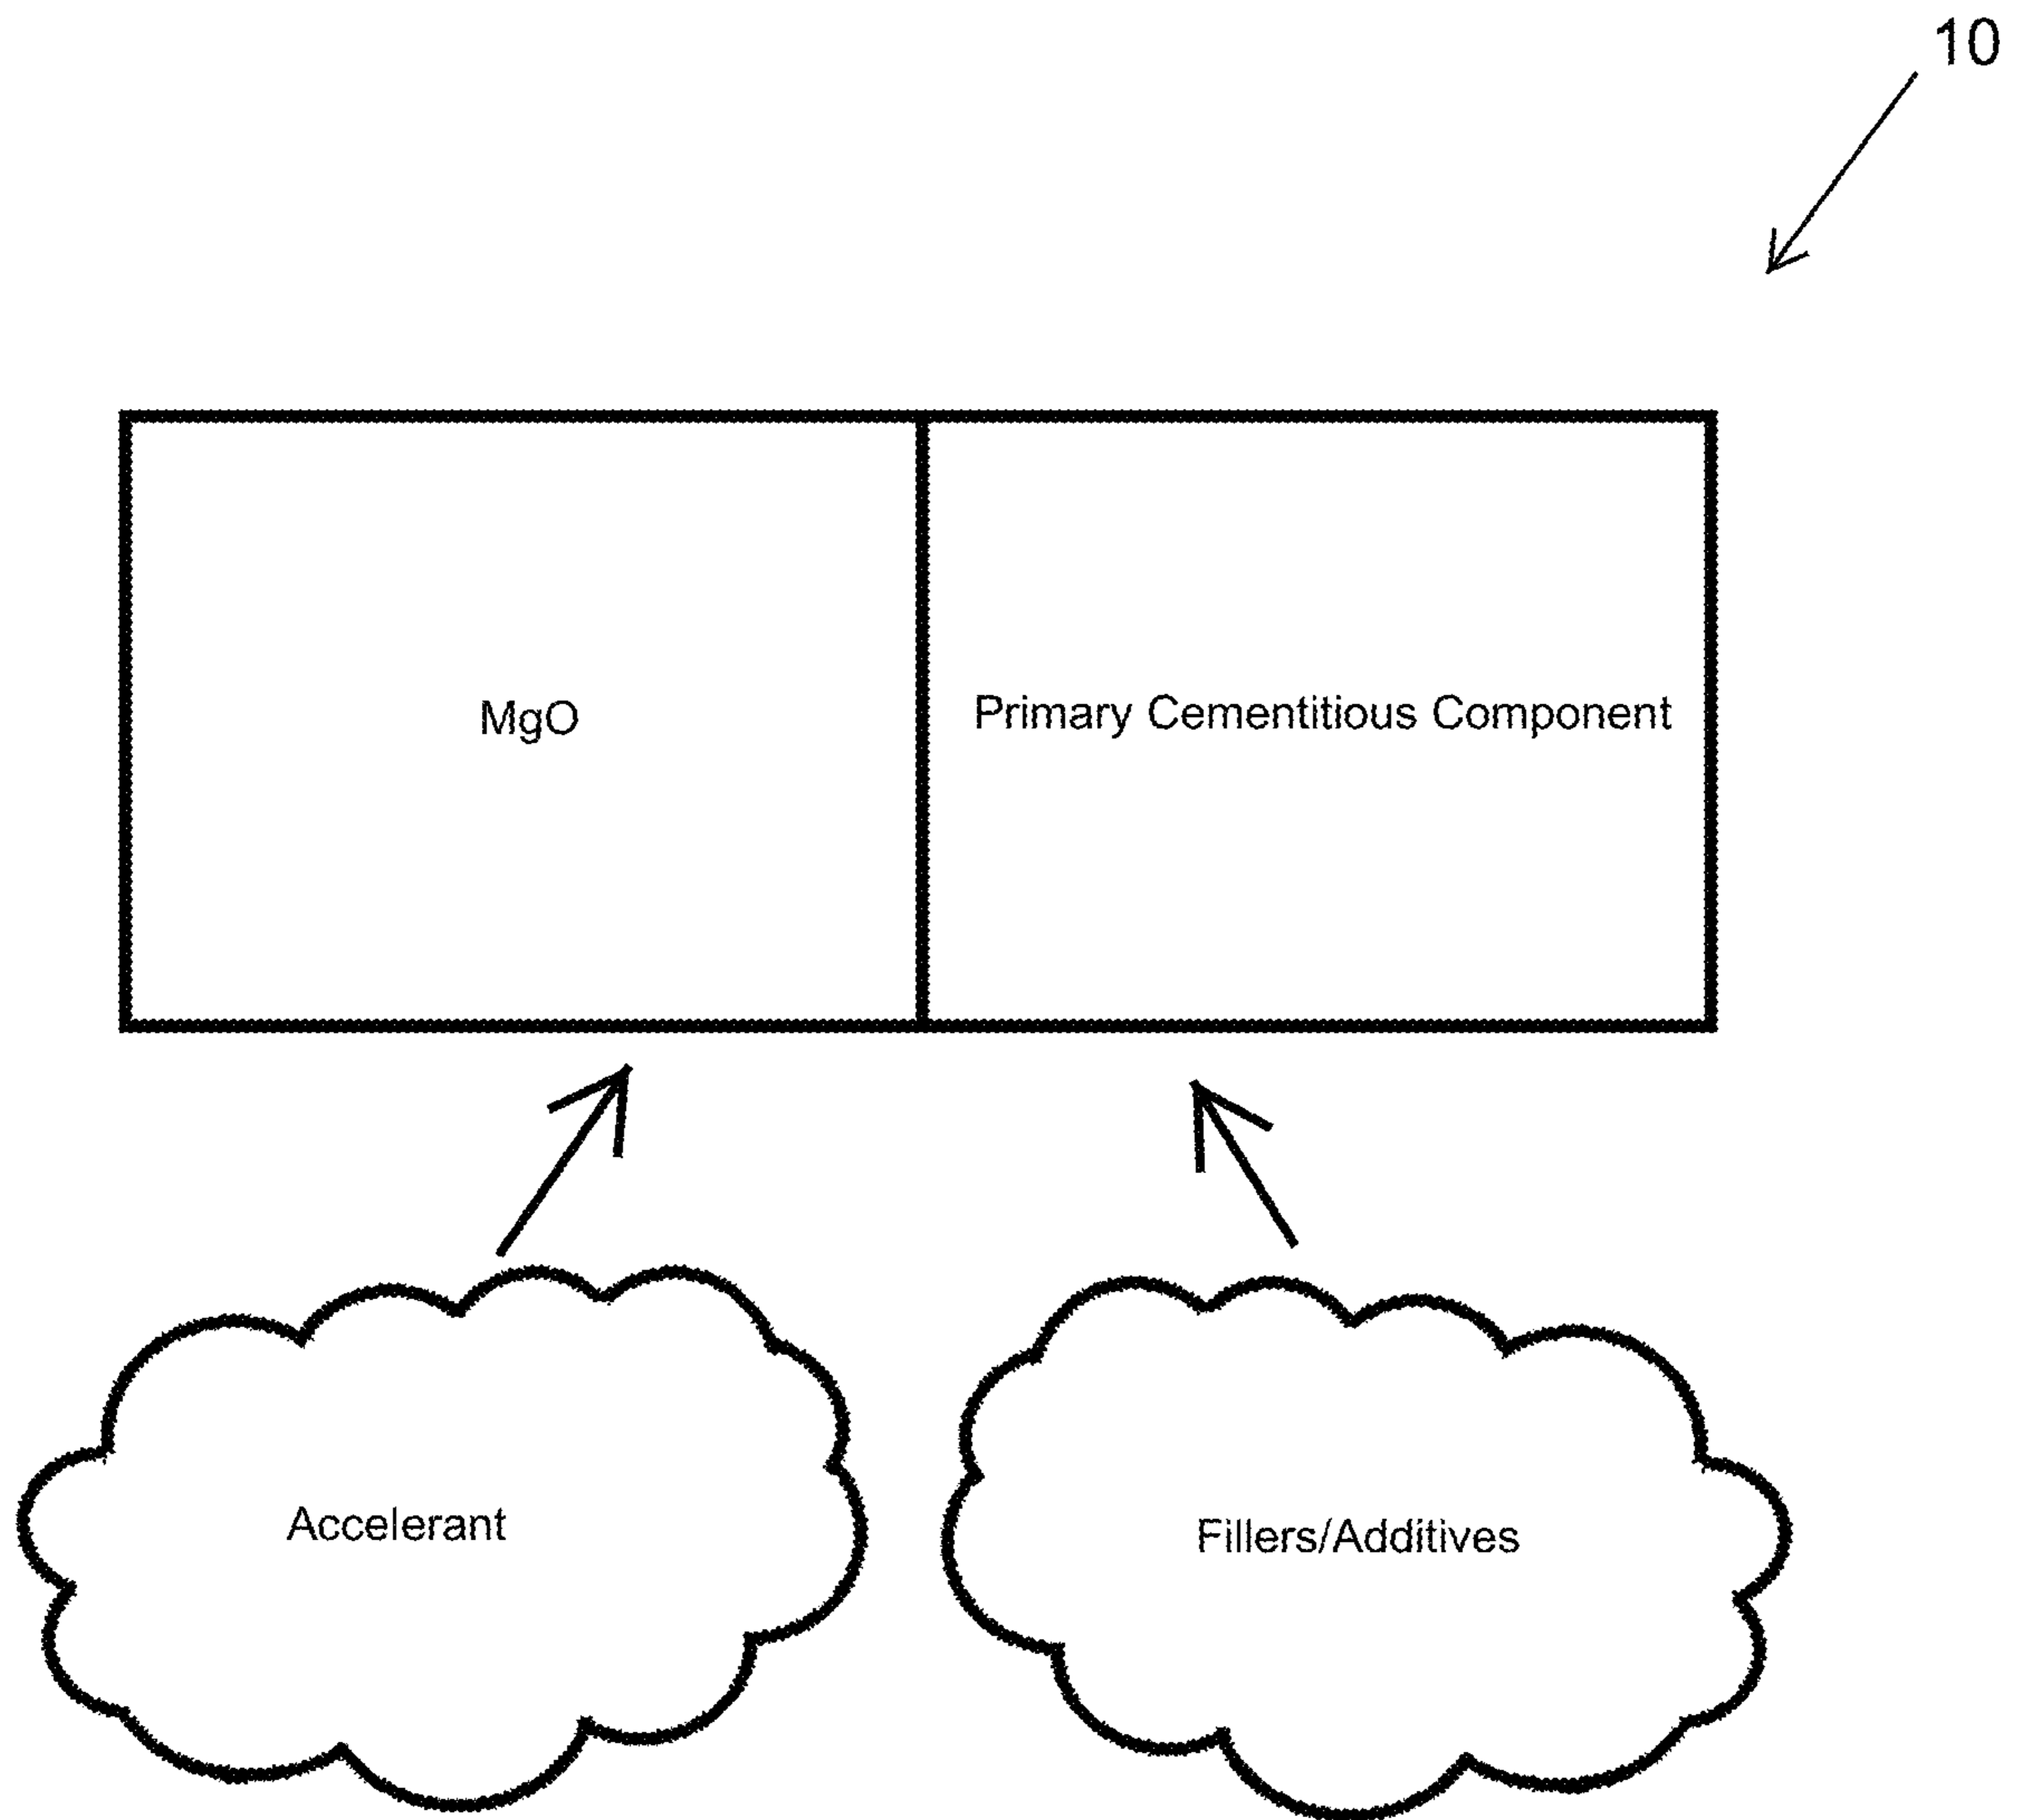 10
MgO
Primary Cementitious Component
Accelerant
Fillers/Additives